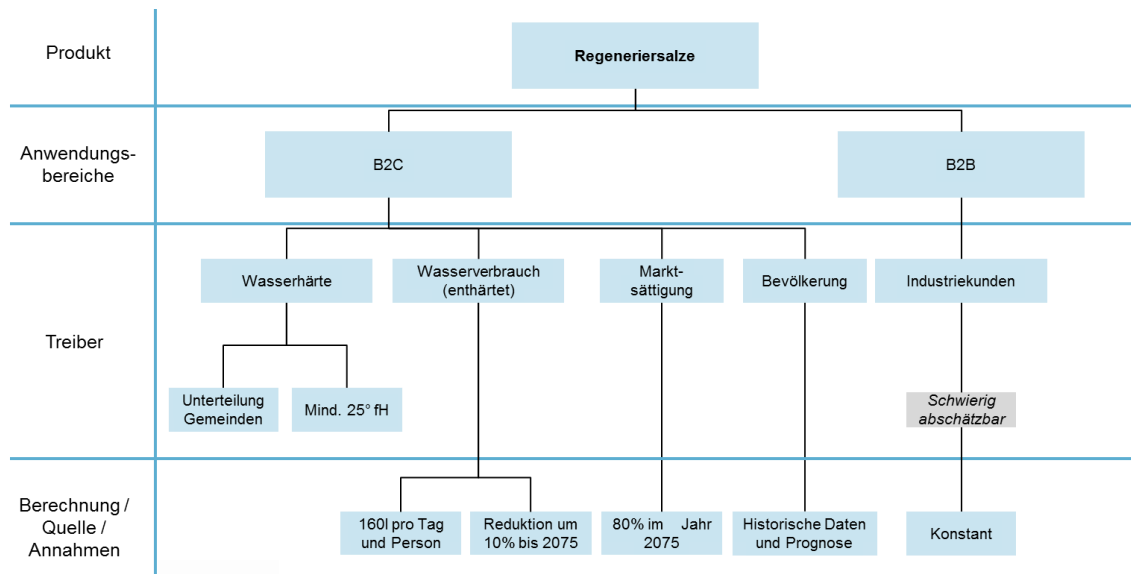 Produkt
Regeneriersalze
Anwendungs-
bereiche
B2C
B2B
Treiber
Wasserhärte
Wasserverbrauch
(enthärtet)
Markt-
sättigung
Bevölkerung
Industriekunden
Unterteilung
Gemeinden
Mind. 25° fH
Schwierig
abschätzbar
Berechnung /
Quelle /
Annahmen
160l pro Tag
und Person
Reduktion um
10% bis 2075
80% im Jahr
2075
Historische Daten
und Prognose
Konstant